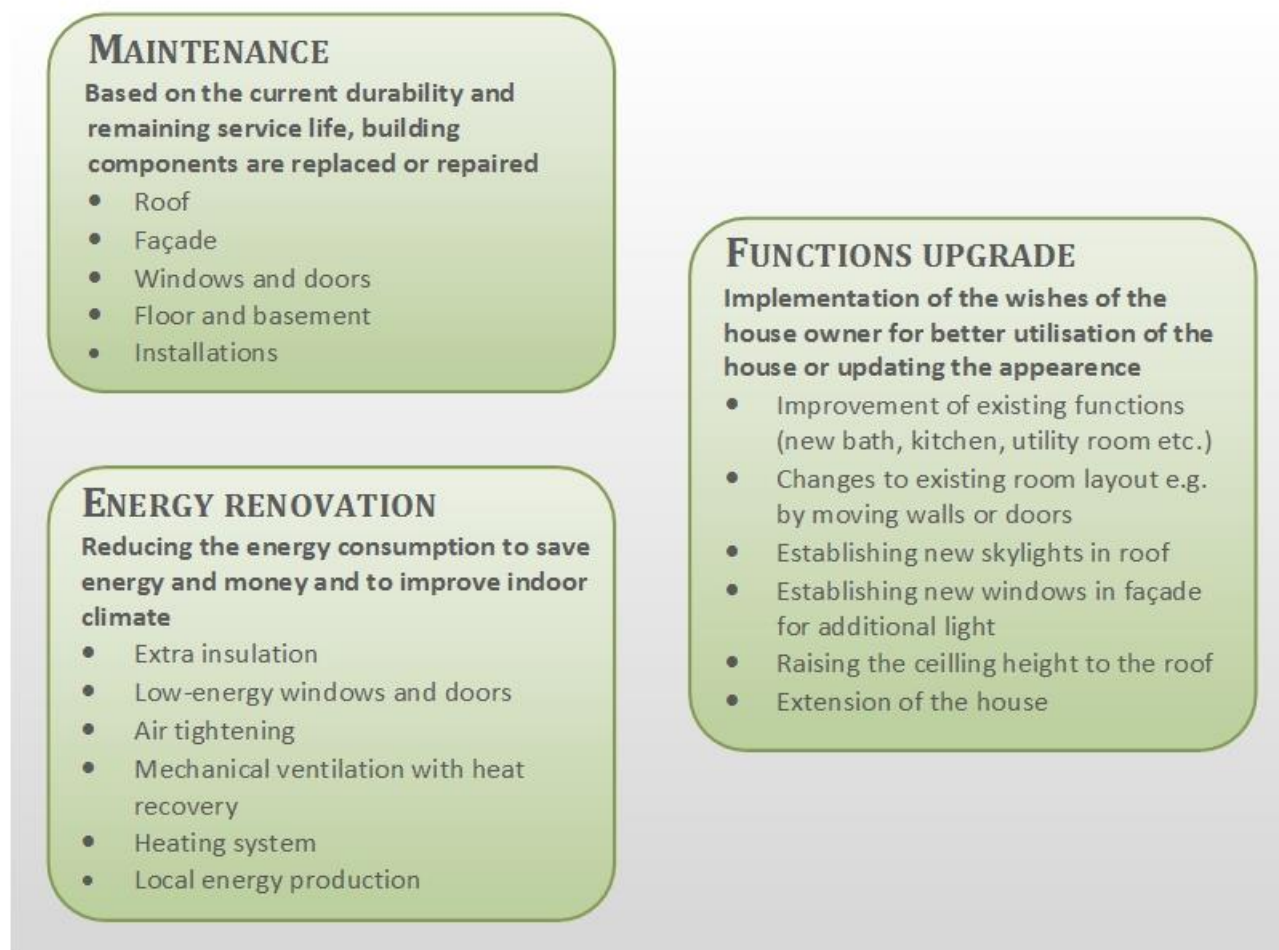 MAINTENANCE
Based on the current durability and
remaining service life, building
components are replaced or repaired
• Roof
• Façade
• Windows and doors
• Floor and basement
• Installations
ENERGY RENOVATION
Reducing the energy consumption to save
energy and money and to improve indoor
climate
• Extra insulation
• Low-energy windows and doors
• Air tightening
• Mechanical ventilation with heat
recovery
• Heating system
• Local energy production
FUNCTIONS UPGRADE
Implementation of the wishes of the
house owner for better utilisation of the
house or updating the appearence
• Improvement of existing functions
(new bath, kitchen, utility room etc.)
• Changes to existing room layout e.g.
by moving walls or doors
• Establishing new skylights in roof
• Establishing new windows in façade
for additional light
• Raising the ceilling height to the roof
• Extension of the house